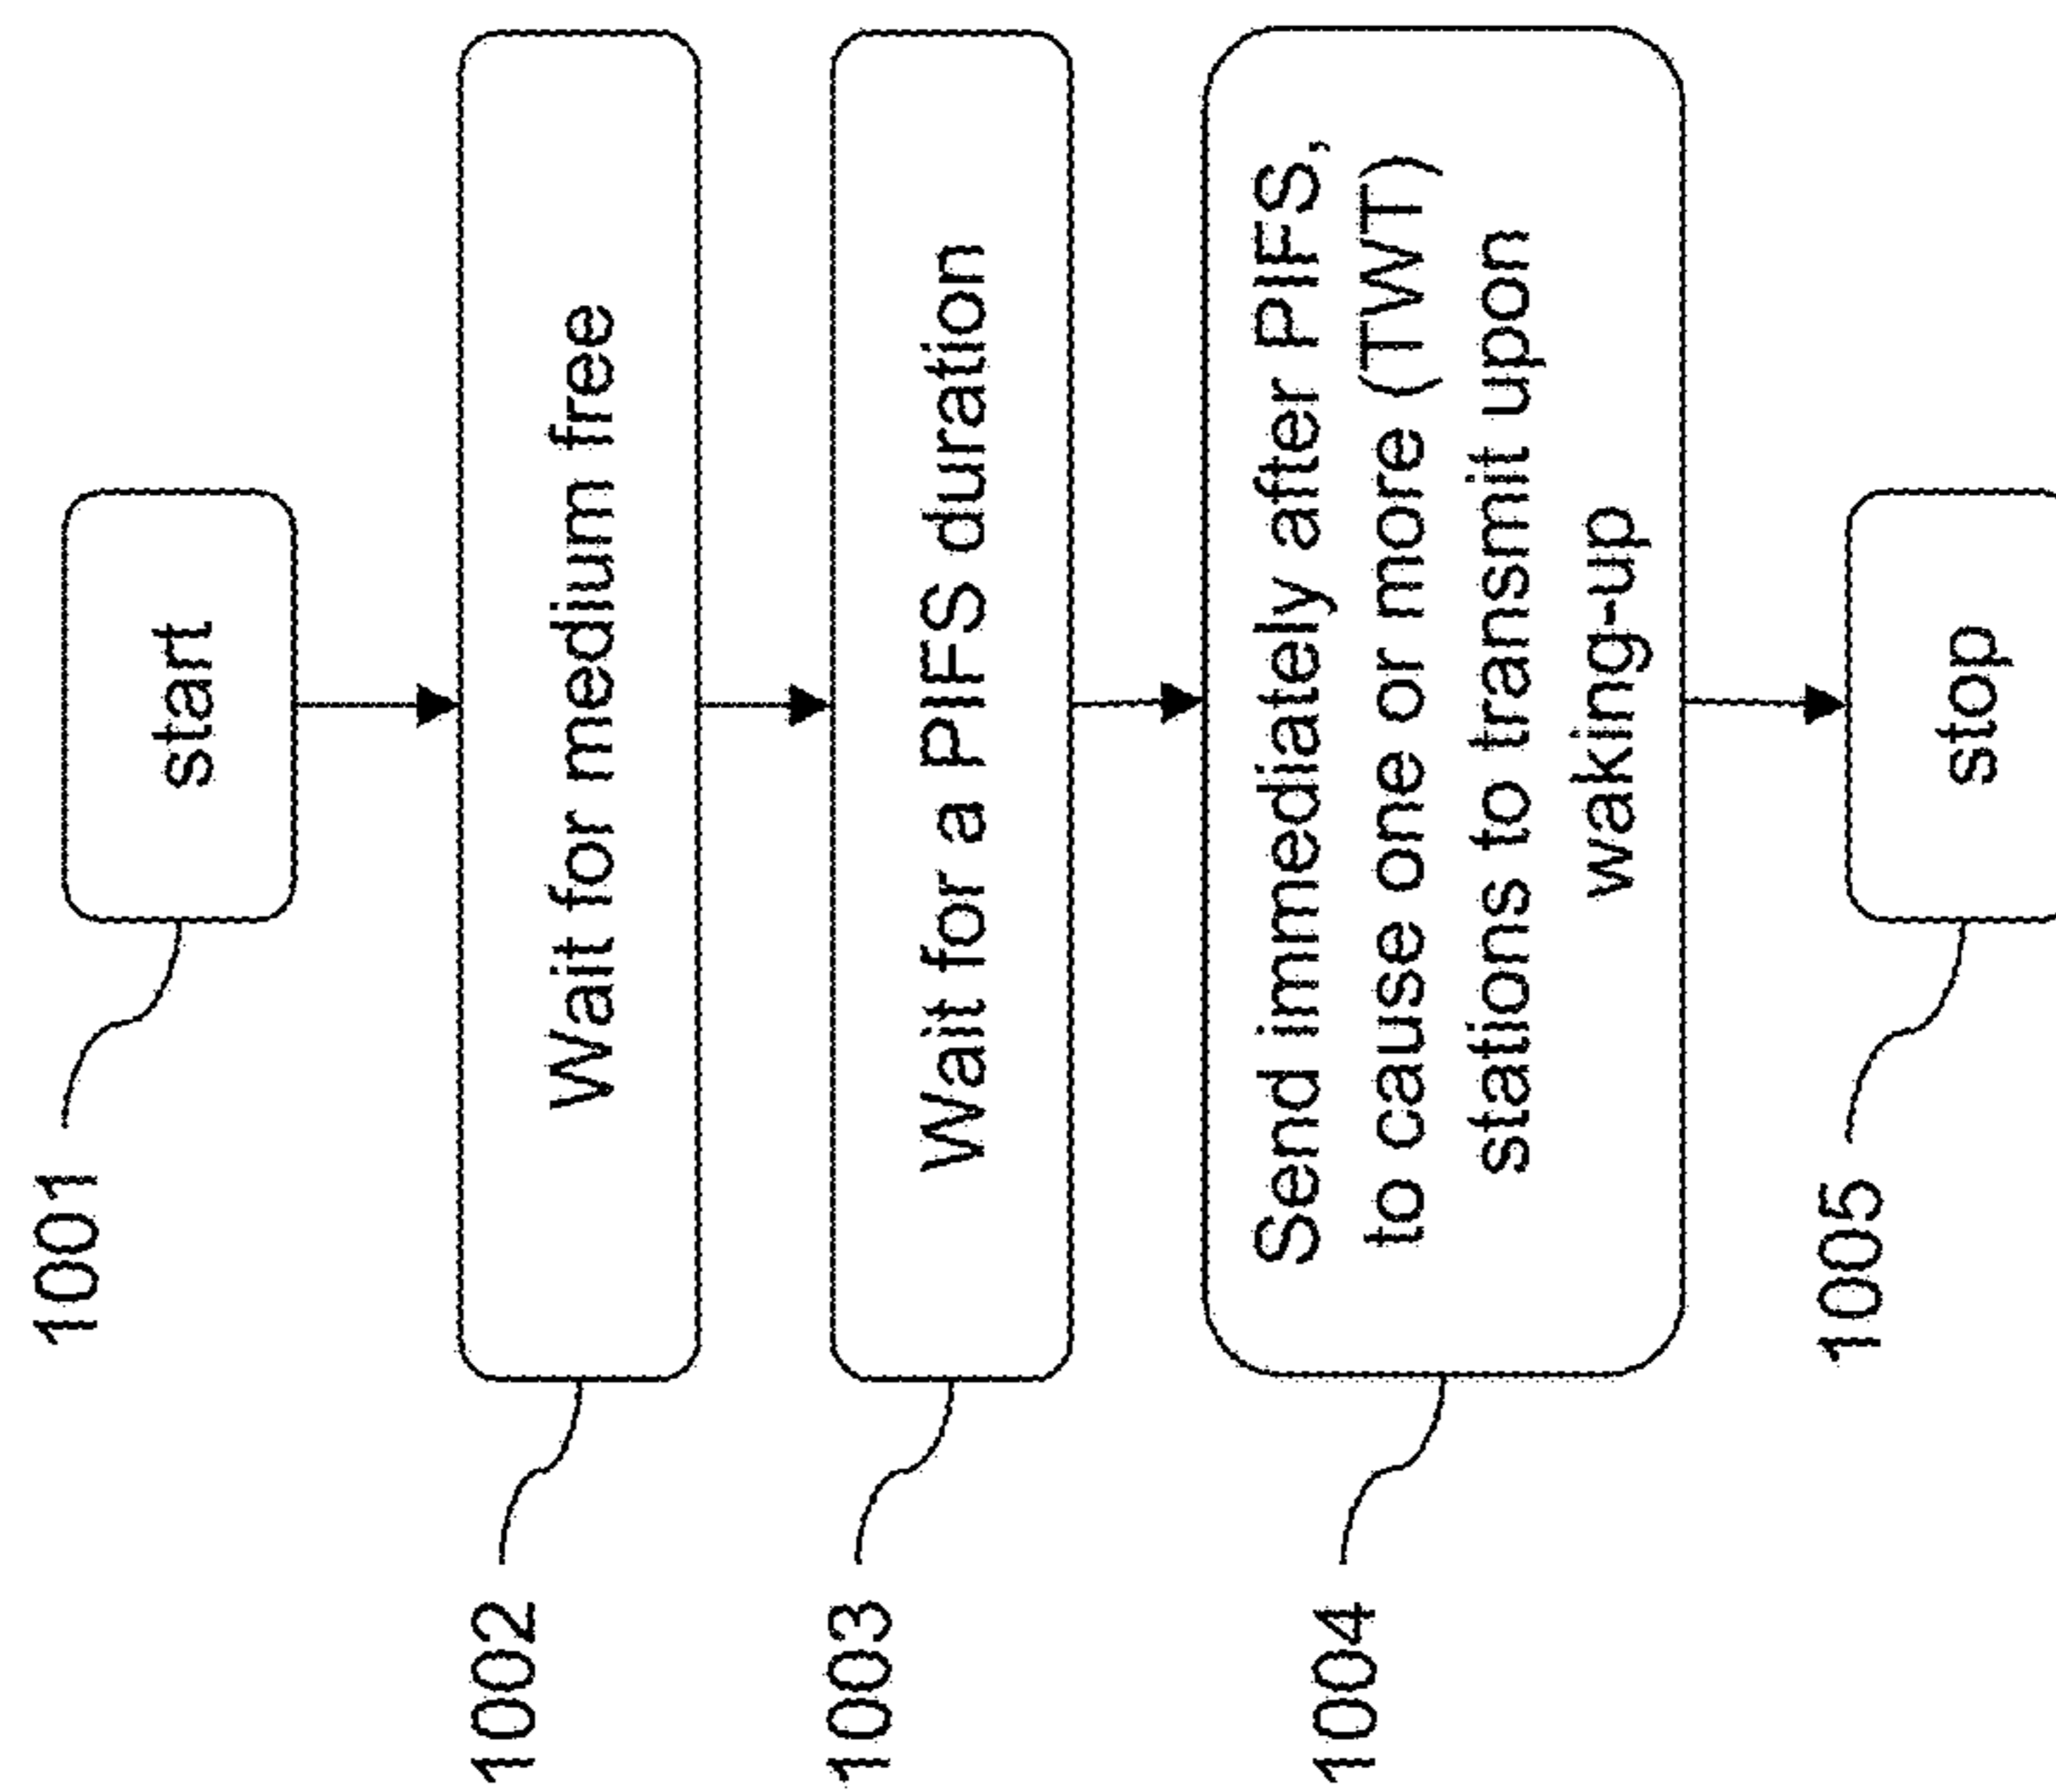 1001
start
1002
Wait for medium free
1003
Wait for a PIFS duration
1004
Send immediately after PIFS,
to cause one or more (TWT)
stations to transmit upon
waking-up
1005
stop